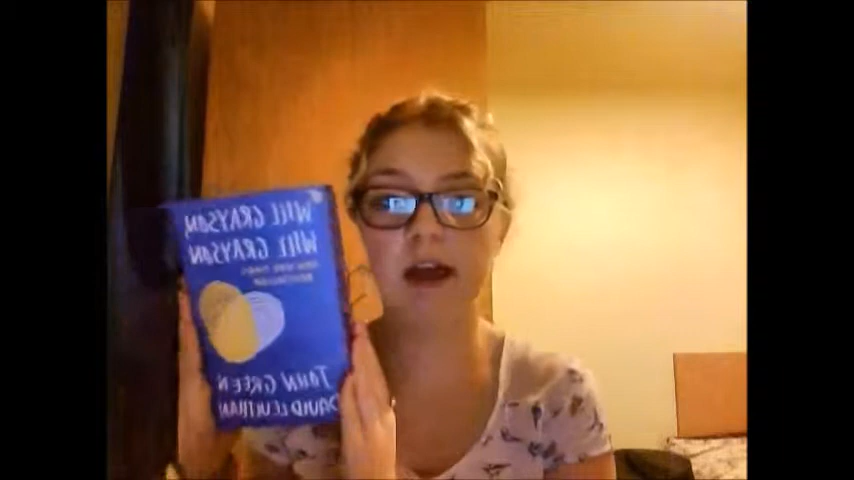 WILL GRAYSON,
WILL GRAYSON
JOHN GREEN
DAVID LEVITHAN